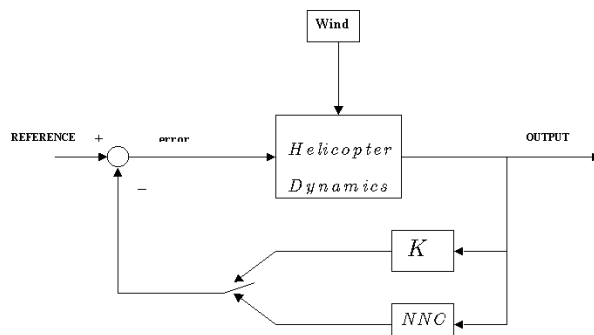 Wind
REFERENCE
+
error
Helicopter
Dynamics
OUTPUT
−
K
NNC